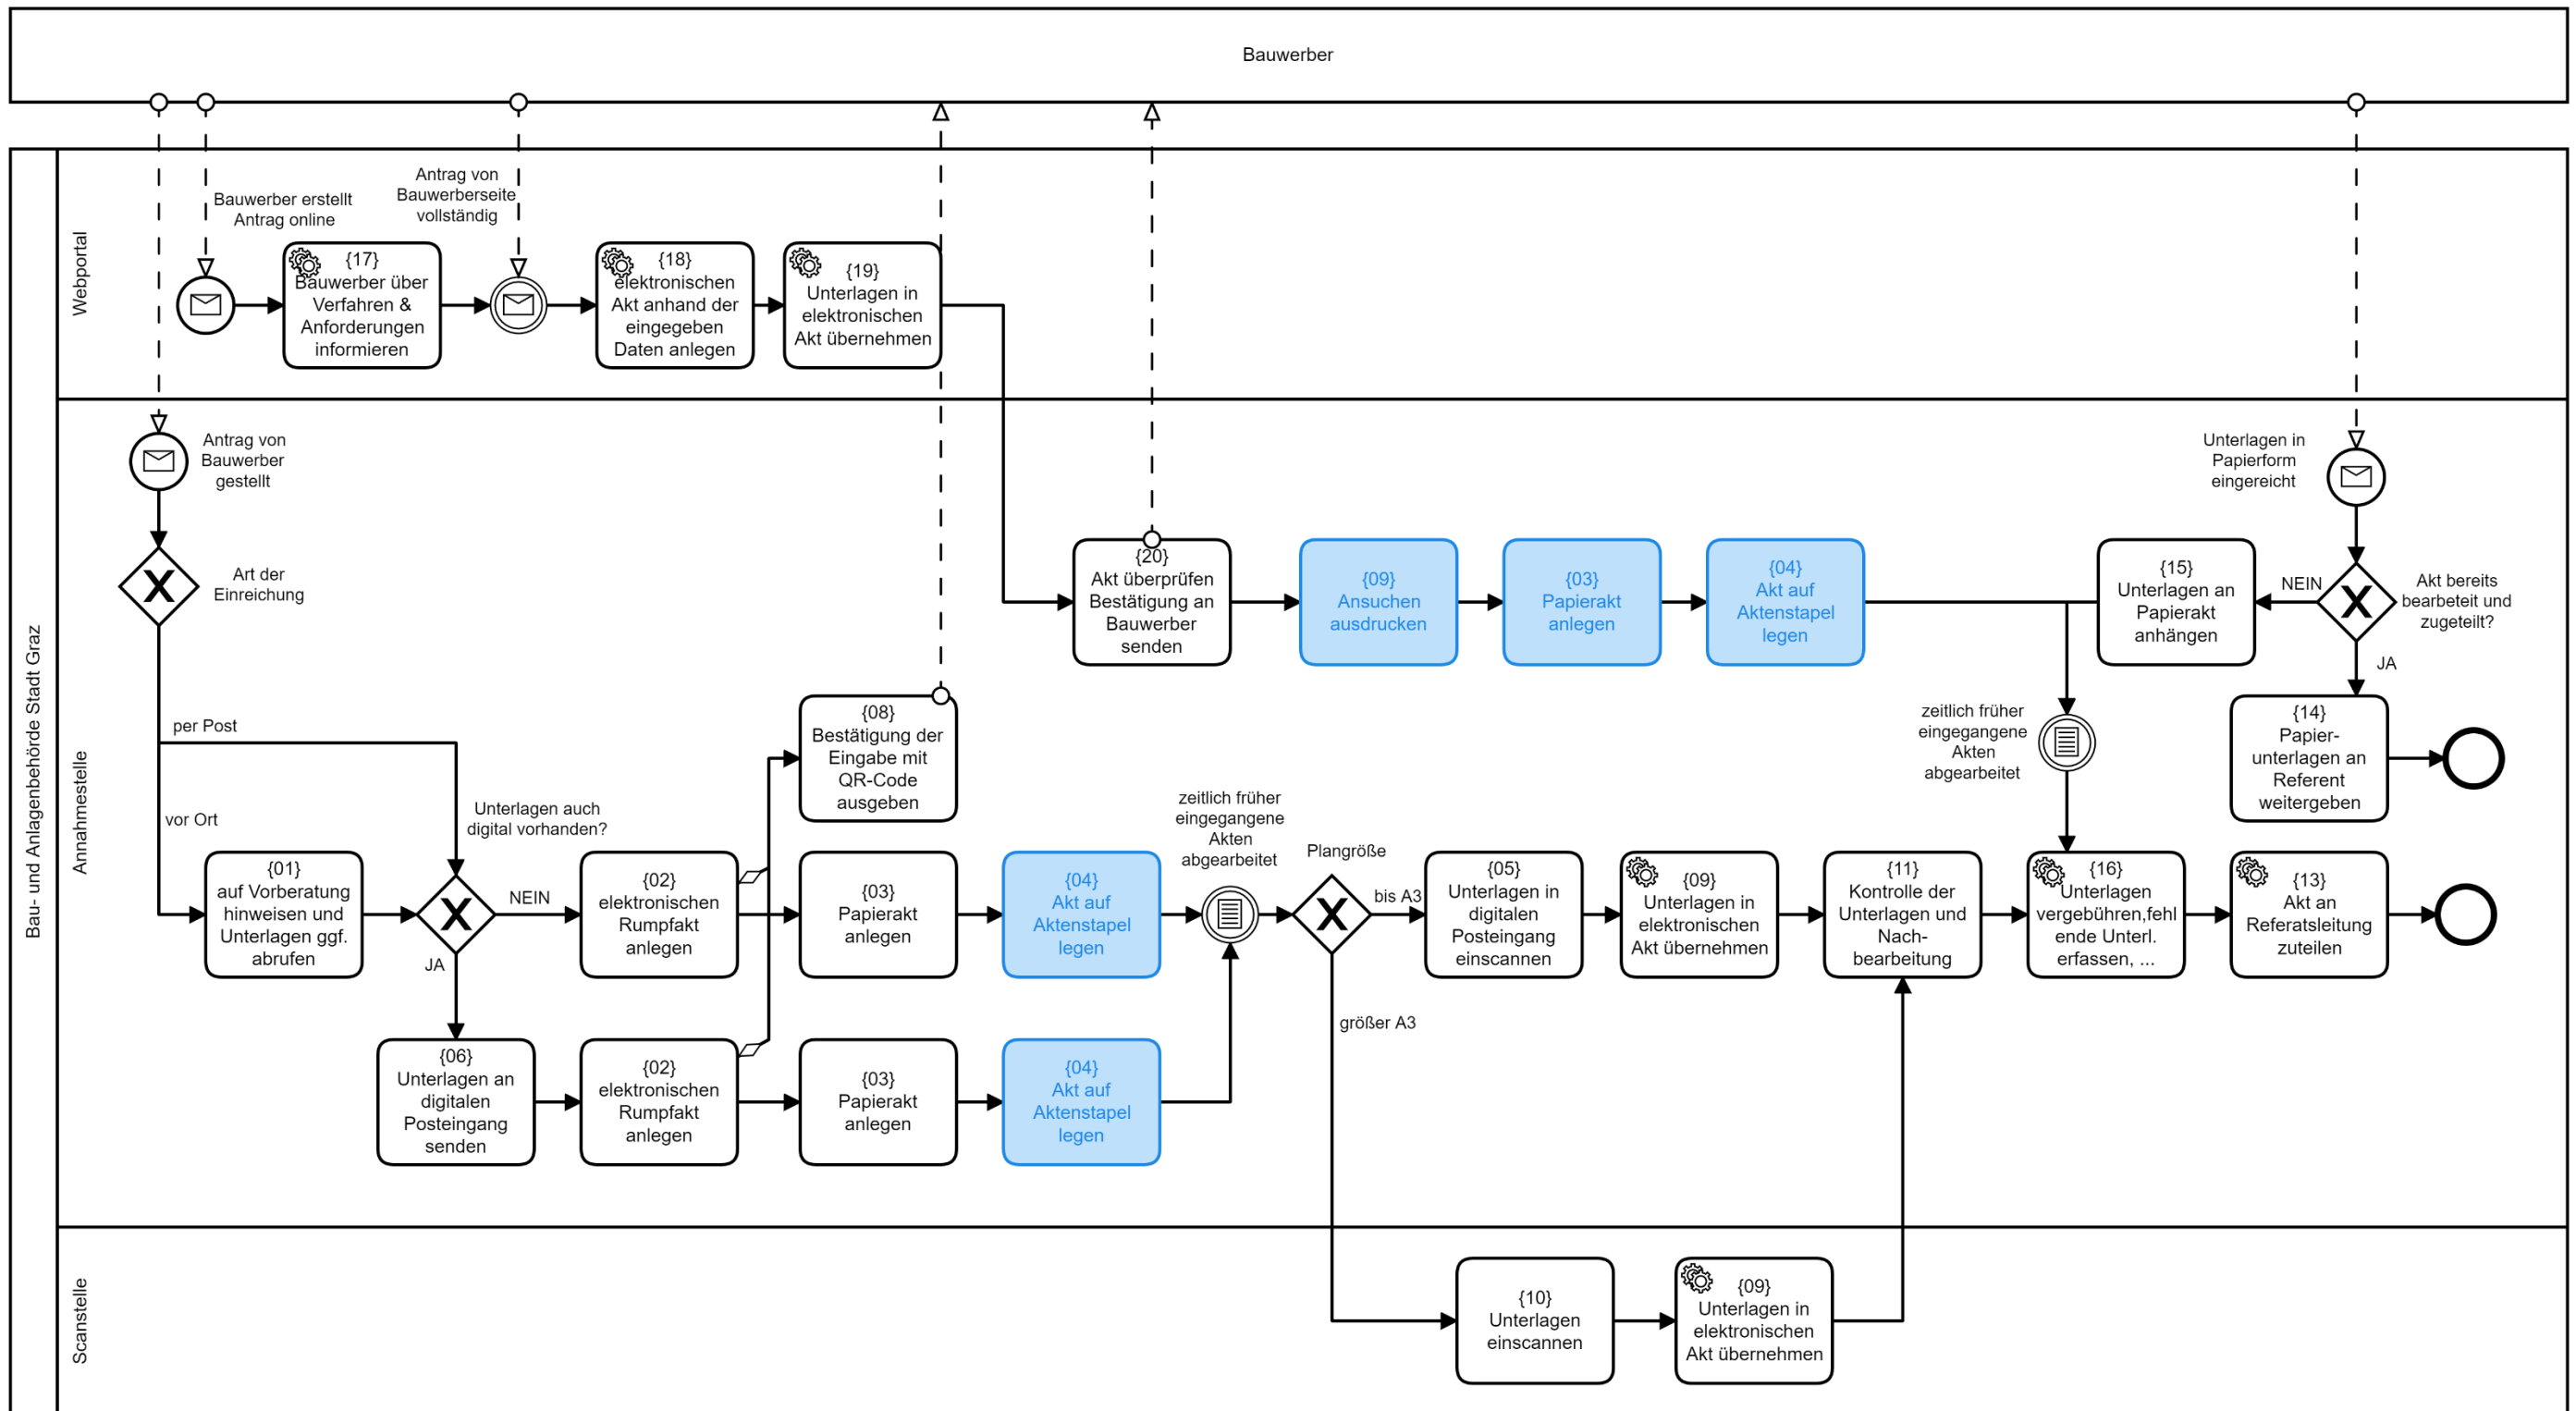 Bauwerber
Bau- und Anlagenbehörde Stadt Graz
Webportal
Bauwerber erstellt
Antrag online
{17}
Bauwerber über
Verfahren &
Anforderungen
informieren
Antrag von
Bauwerberseite
vollständig
{18}
elektronischen
Akt anhand der
eingegeben
Daten anlegen
{19}
Unterlagen in
elektronischen
Akt übernehmen
Annahmestelle
Antrag von
Bauwerber
gestellt
Art der
Einreichung
per Post
vor Ort
{01}
auf Vorberatung
hinweisen und
Unterlagen ggf.
abrufen
Unterlagen auch
digital vorhanden?
NEIN
JA
{02}
elektronischen
Rumpfakt
anlegen
{08}
Bestätigung der
Eingabe mit
QR-Code
ausgeben
{03}
Papierakt
anlegen
{04}
Akt auf
Aktenstapel
legen
{06}
Unterlagen an
digitalen
Posteingang
senden
{02}
elektronischen
Rumpfakt
anlegen
{03}
Papierakt
anlegen
{04}
Akt auf
Aktenstapel
legen
zeitlich früher
eingegangene
Akten
abgearbeitet
Plangröße
bis A3
größer A3
{05}
Unterlagen in
digitalen
Posteingang
einscannen
{09}
Unterlagen in
elektronischen
Akt übernehmen
{11}
Kontrolle der
Unterlagen und
Nach-
bearbeitung
{16}
Unterlagen
vergebühren,fehl
ende Unterl.
erfassen, ...
{13}
Akt an
Referatsleitung
zuteilen
{20}
Akt überprüfen
Bestätigung an
Bauwerber
senden
{09}
Ansuchen
ausdrucken
{03}
Papierakt
anlegen
{04}
Akt auf
Aktenstapel
legen
zeitlich früher
eingegangene
Akten
abgearbeitet
{15}
Unterlagen an
Papierakt
anhängen
NEIN
Unterlagen in
Papierform
eingereicht
Akt bereits
bearbeteit und
zugeteilt?
JA
{14}
Papier-
unterlagen an
Referent
weitergeben
Scanstelle
{10}
Unterlagen
einscannen
{09}
Unterlagen in
elektronischen
Akt übernehmen